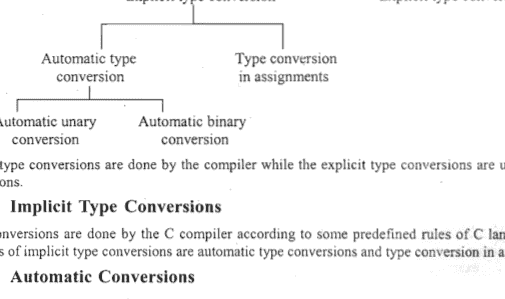 type conversion
Automatic type Type conversion
conversion in assignments
Automatic unary Automatic binary
conversion conversion
type conversions are done by the compiler while the explicit type conversions are u
ons.
Implicit Type Conversions
onversions are done by the C compiler according to some predefined rules of C lan
s of implicit type conversions are automatic type conversions and type conversion in a
Automatic Conversions